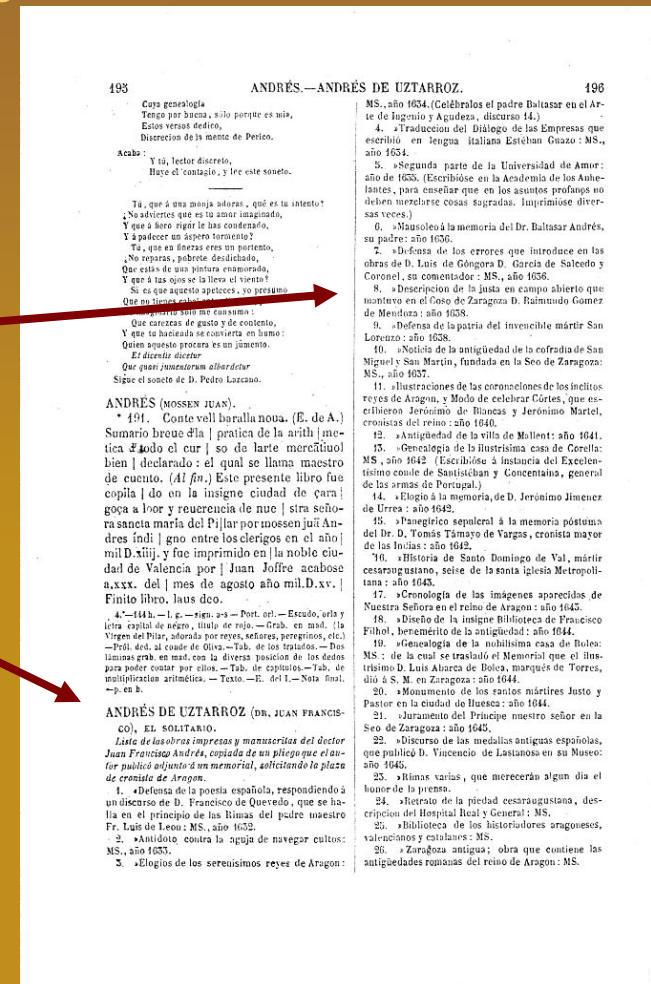 195
ANDRÉS.—ANDRÉS DE UZTARROZ.
196
Cuya genealogía
Tengo por buena, sólo porque es mia,
Estos versos dedico,
Discrecion de la mente de Perico.
Acaba :
Y tú, lector discreto,
Huye el contagio, y lee este soneto.
Tú, que á una monja adoras, qué es tu intento?
¿No adviertes que es tu amor imaginado,
Y que á fiero rigor le has condenado,
Y á padecer un áspero tormento?
Tú, que en finezas eres un portento,
¿No reparas, pobrete desdichado,
Que estás de una pintura enamorado,
Y que á tus ojos se la lleva el viento?
Si es que aquesto apeteces, yo presumo
Que no tienes cabal
sólo me consumo :
Que carezcas de gusto y de contento,
Y que tu hacienda se convierta en humo:
Quien aquesto procura es un jumento.
Et dicentis dicetur
Que quasi jumentorum albardetur
Sigue el soneto de D. Pedro Lazcano.
ANDRÉS (MOSSEN JUAN).
* 191. Conte vell baralla noua. (E. de A.)
Sumario breue d'la | pratica de la arith | me-
tica d'todo el cur | so de larte mercãtiuol
bien | declarado : el qual se llama maestro
de cuento. (Al fin.) Este presente libro fue
copila | do en la insigne ciudad de çara |
goça a loor y reuerencia de nue | stra seño-
ra sancta maria del Pi|lar por mossen juã An-
dres indi | gno entre los clerigos en el año |
mil D.xiiij. y fue imprimido en | la noble ciu-
dad de Valencia por | Juan Joffre acabose
a.xxx. del | mes de agosto año mil.D.xv. |
Finito libro, laus deo.
4.°—144 h. — l. g. — sign. a-s — Port. orl. — Escudo, orla y
letra capital de negro, título de rojo. — Grab. en mad. (la
Virgen del Pilar, adorada por reyes, señores, peregrinos, etc.)
—Pról. ded. al conde de Oliva.—Tab. de los tratados. — Dos
láminas grab. en mad. con la diversa posicion de los dedos
para poder contar por ellos. — Tab. de capítulos.— Tab. de
multiplicacion aritmética. — Texto. —E. del I.— Nota final.
—p. en b.
ANDRÉS DE UZTARROZ (DR. JUAN FRANCIS-
CO), EL SOLITARIO.
Lista de las obras impresas y manuscritas del doctor
Juan Francisco Andrés, copiada de un pliego que el au-
tor publicó adjunto á un memorial, solicitando la plaza
de cronista de Aragon.
1. «Defensa de la poesía española, respondiendo á
un discurso de D. Francisco de Quevedo, que se ha-
lla en el principio de las Rimas del padre maestro
Fr. Luis de Leon : MS., año 1632.
2. »Antídoto contra la aguja de navegar cultos:
MS., año 1633.
3. »Elogios de los serenísimos reyes de Aragon :
MS., año 1634. (Celébralos el padre Baltasar en el Ar-
te de Ingenio y Agudeza, discurso 14.)
4. »Traduccion del Diálogo de las Empresas que
escribió en lengua italiana Estéban Guazo : MS.,
año 1634.
5. »Segunda parte de la Universidad de Amor:
año de 1635. (Escribióse en la Academia de los Anhe-
lantes, para enseñar que en los asuntos profanos no
deben mezclarse cosas sagradas. Imprimióse diver-
sas veces.)
6. »Mausoleo á la memoria del Dr. Baltasar Andrés,
su padre: año 1636.
7. »Defensa de los errores que introduce en las
obras de D. Luis de Góngora D. García de Salcedo y
Coronel, su comentador : MS., año 1636.
8. »Descripcion de la justa en campo abierto que
mantuvo en el Coso de Zaragoza D. Raimundo Gomez
de Mendoza : año 1638.
9. »Defensa de la patria del invencible mártir San
Lorenzo : año 1638.
10. »Noticia de la antigüedad de la cofradía de San
Miguel y San Martin, fundada en la Seo de Zaragoza:
MS., año 1637.
11. »Ilustraciones de las coronaciones de los ínclitos
reyes de Aragon, y Modo de celebrar Córtes, que es-
cribieron Jerónimo de Blancas y Jerónimo Martel,
cronistas del reino : año 1640.
12. »Antigüedad de la villa de Mallent: año 1641.
13. »Genealogía de la ilustrísima casa de Corella:
MS., año 1642 (Escribióse á instancia del Excelen-
tísimo conde de Santistéban y Concentaina, general
de las armas de Portugal.)
14. »Elogio á la memoria, de D. Jerónimo Jimenez
de Urrea : año 1642.
15. »Panegírico sepulcral á la memoria póstuma
del Dr. D. Tomás Tamayo de Vargas, cronista mayor
de las Indias : año 1642.
16. »Historia de Santo Domingo de Val, mártir
cesaraugustano, seise de la santa iglesia Metropoli-
tana : año 1643.
17. »Cronología de las imágenes aparecidas de
Nuestra Señora en el reino de Aragon : año 1643.
18. »Diseño de la insigne Biblioteca de Francisco
Filhol, benemérito de la antigüedad : año 1644.
19. »Genealogía de la nobilísima casa de Bolea:
MS. : de la cual se trasladó el Memorial que el ilus-
trísimo D. Luis Abarca de Bolea, marqués de Torres,
dió á S. M. en Zaragoza : año 1644.
20. »Monumento de los santos mártires Justo y
Pastor en la ciudad de Huesca : año 1644.
21. »Juramento del Príncipe nuestro señor en la
Seo de Zaragoza : año 1645.
22. »Discurso de las medallas antiguas españolas,
que publicó D. Vincencio de Lastanosa en su Museo:
año 1645.
23. »Rimas varias, que merecerán algun dia el
honor de la prensa.
24. »Retrato de la piedad cesaraugustana, des-
cripcion del Hospital Real y General : MS.
25. »Biblioteca de los historiadores aragoneses,
valencianos y catalanes : MS.
26. »Zaragoza antigua; obra que contiene las
antigüedades romanas del reino de Aragon : MS.